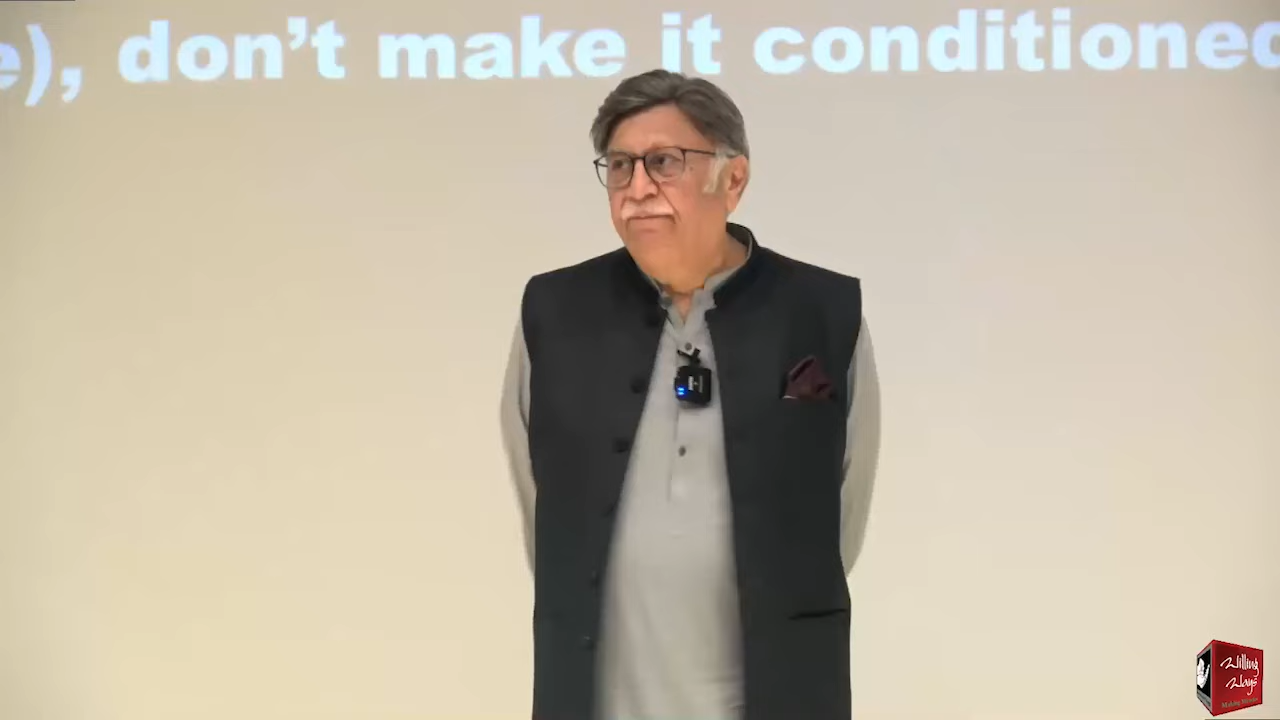 e), don’t make it conditioned
Willing
Ways